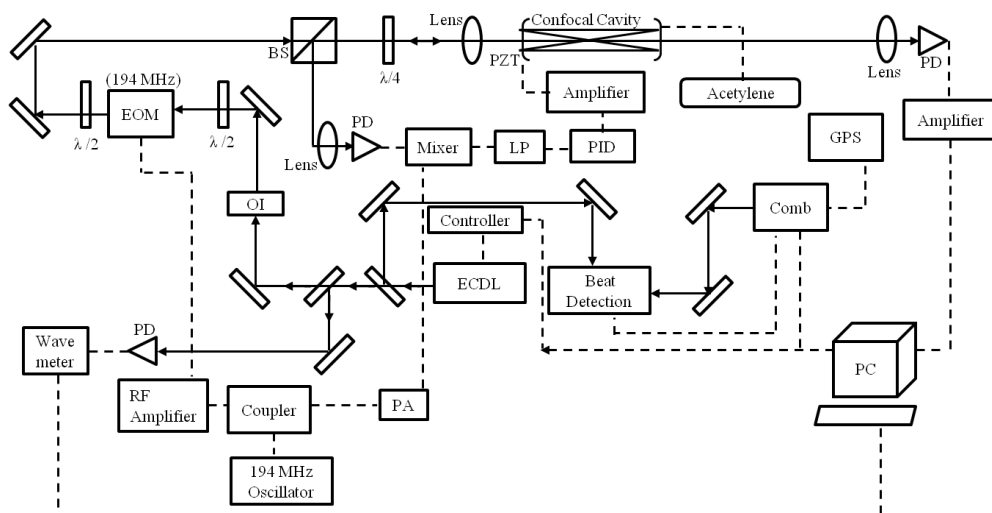 Lens
Confocal Cavity
BS
PZT
λ/4
Lens
PD
(194 MHz)
EOM
λ /2
λ /2
Amplifier
Acetylene
GPS
Amplifier
PD
Lens
Mixer
LP
PID
OI
Controller
Comb
ECDL
Beat
Detection
PD
Wave
meter
PC
RF
Amplifier
Coupler
PA
194 MHz
Oscillator